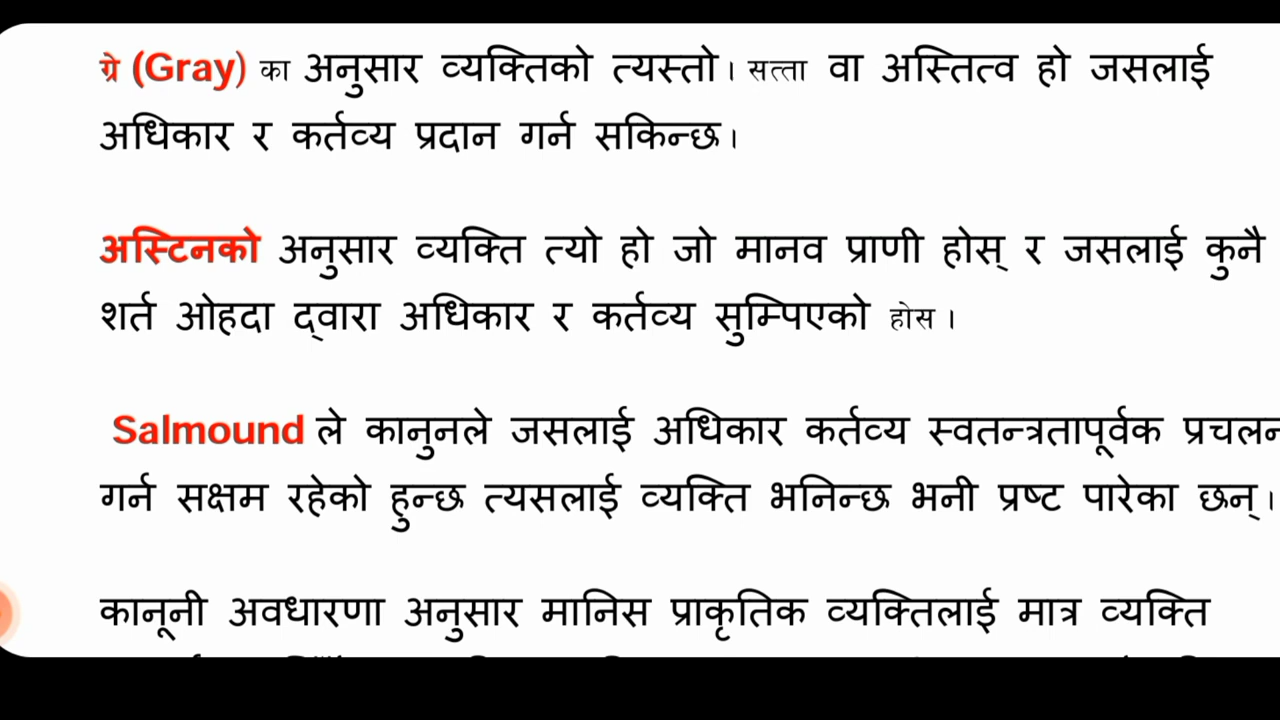 ग्रे (Gray) का अनुसार व्यक्तिको त्यस्तो। सत्ता वा अस्तित्व हो जसलाई
अधिकार र कर्तव्य प्रदान गर्न सकिन्छ।
अस्टिनको अनुसार व्यक्ति त्यो हो जो मानव प्राणी होस् र जसलाई कुनै
शर्त ओहदा द्वारा अधिकार र कर्तव्य सुम्पिएको होस ।
Salmound ले कानुनले जसलाई अधिकार कर्तव्य स्वतन्त्रतापूर्वक प्रचलन
गर्न सक्षम रहेको हुन्छ त्यसलाई व्यक्ति भनिन्छ भनी प्रष्ट पारेका छन्।
कानूनी अवधारणा अनुसार मानिस प्राकृतिक व्यक्तिलाई मात्र व्यक्ति